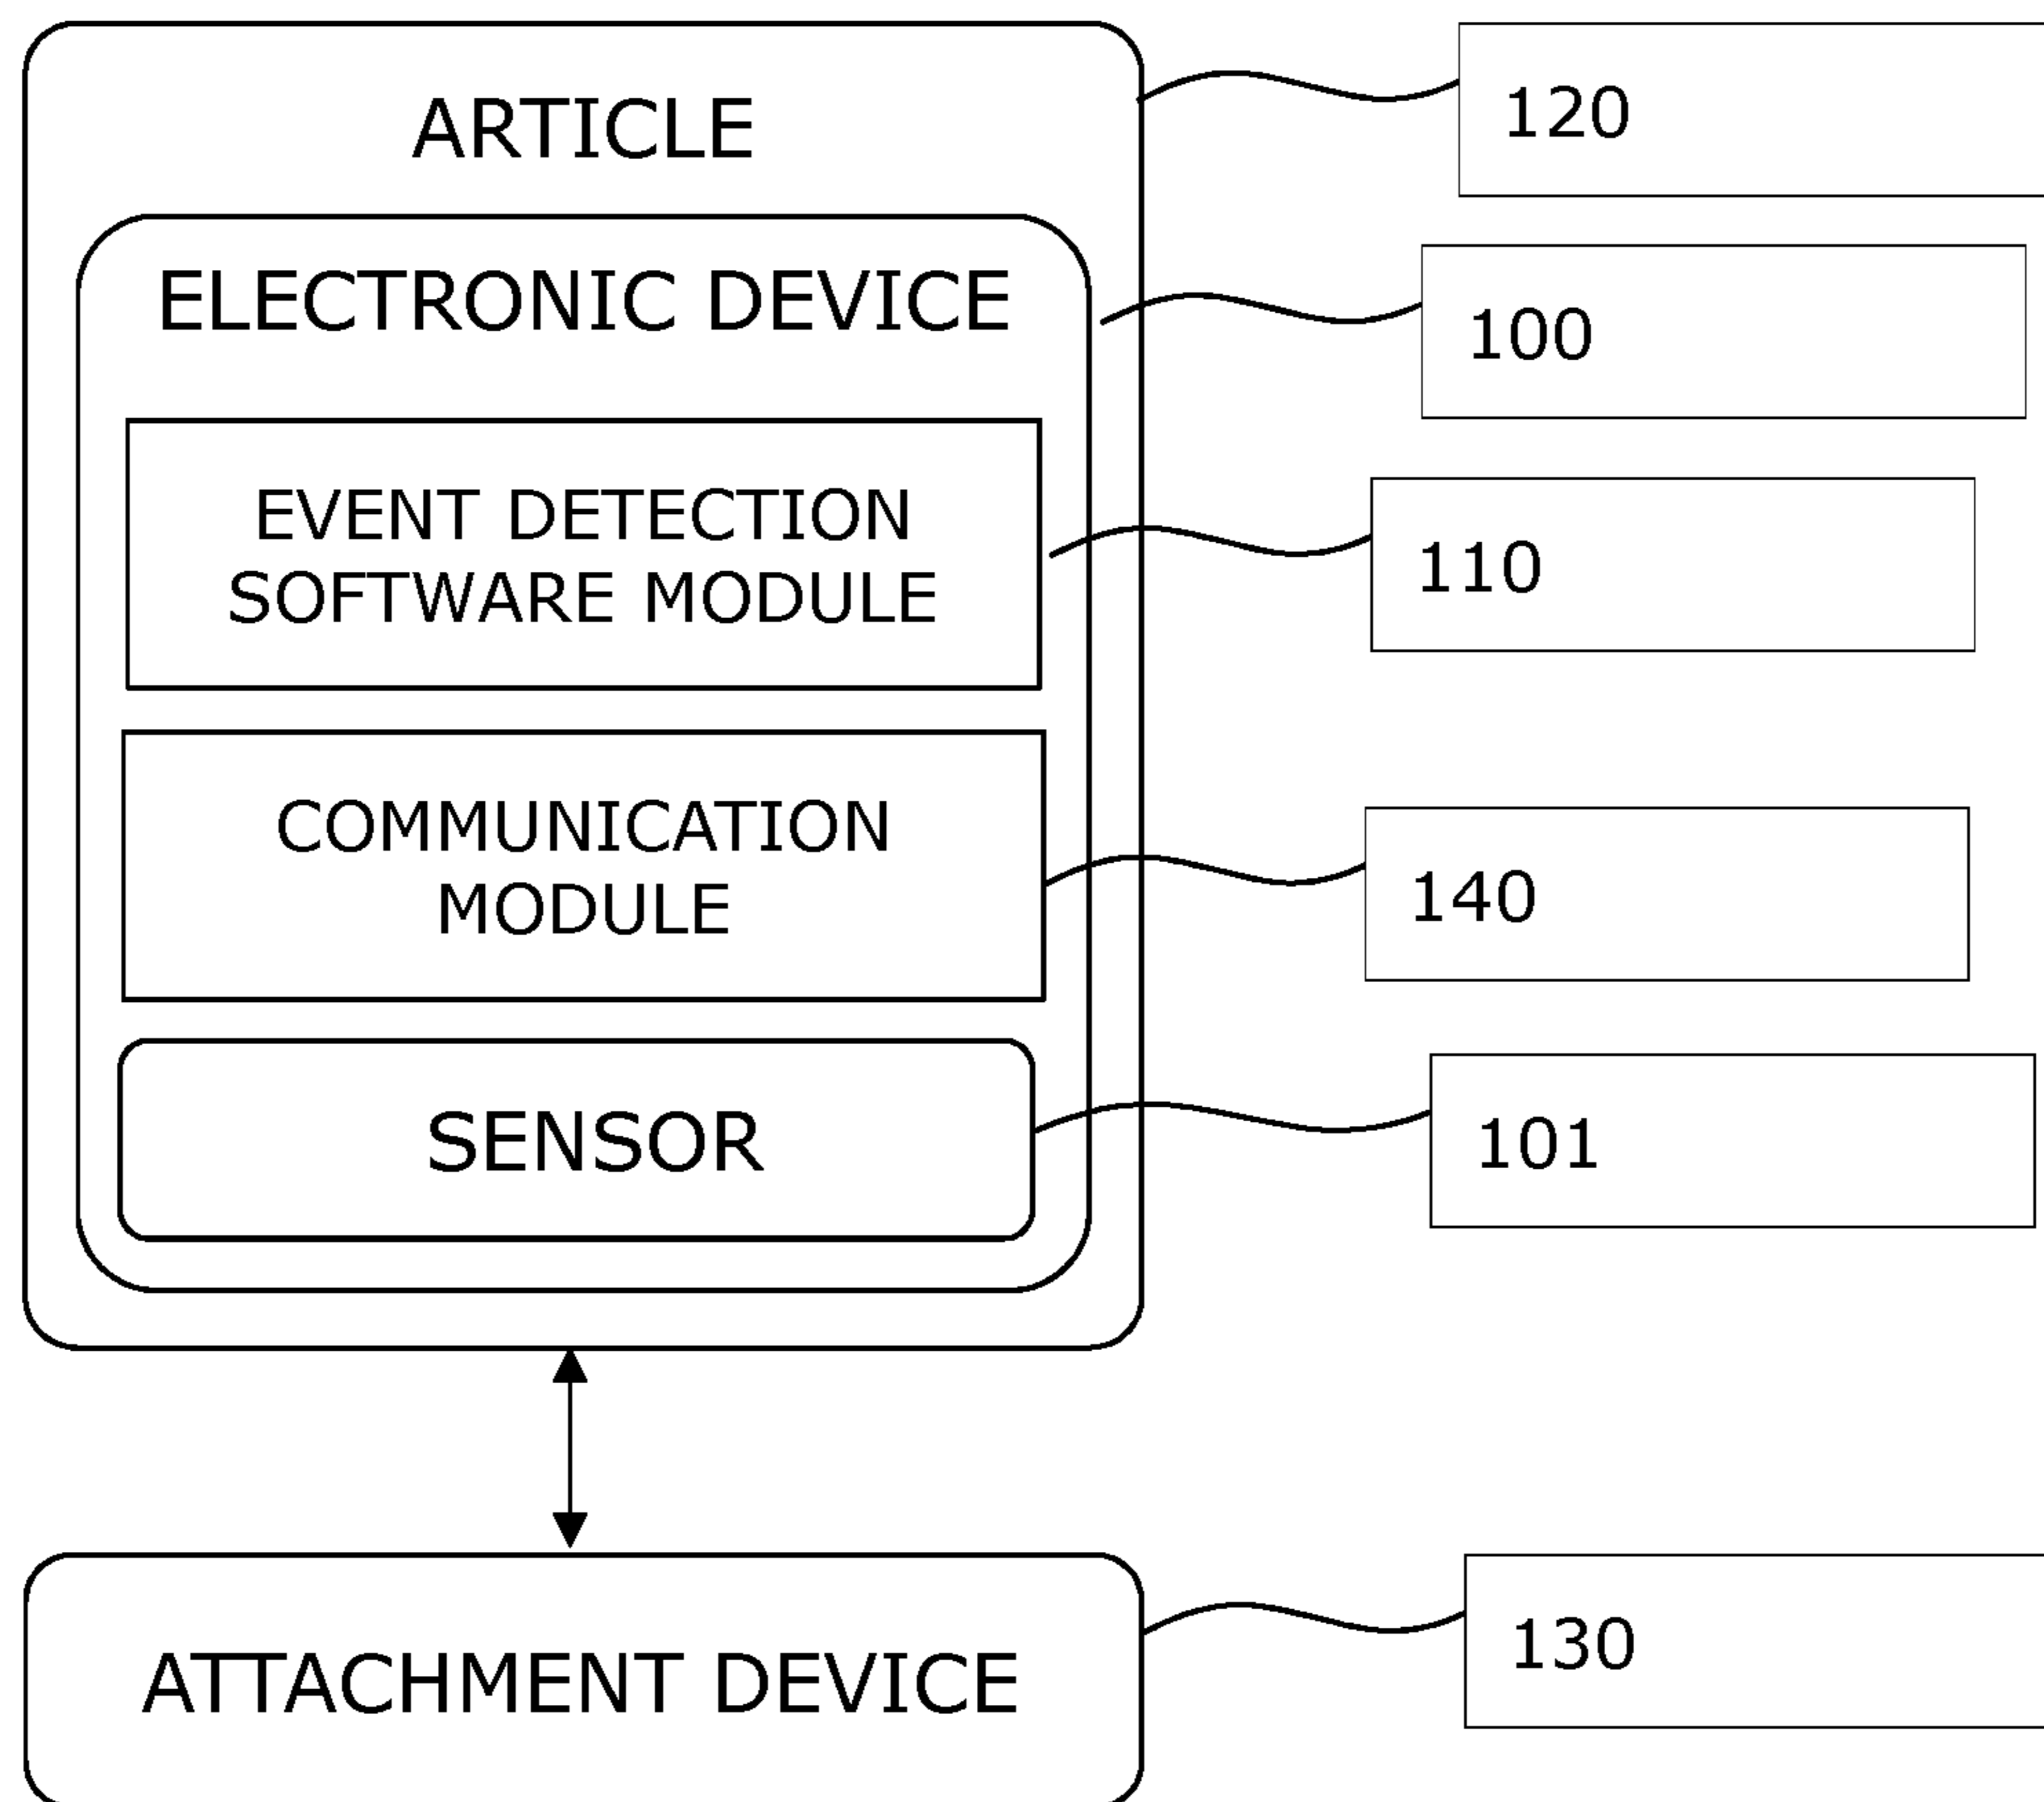 ARTICLE
120
ELECTRONIC DEVICE
100
EVENT DETECTION
SOFTWARE MODULE
110
COMMUNICATION
MODULE
140
SENSOR
101
ATTACHMENT DEVICE
130